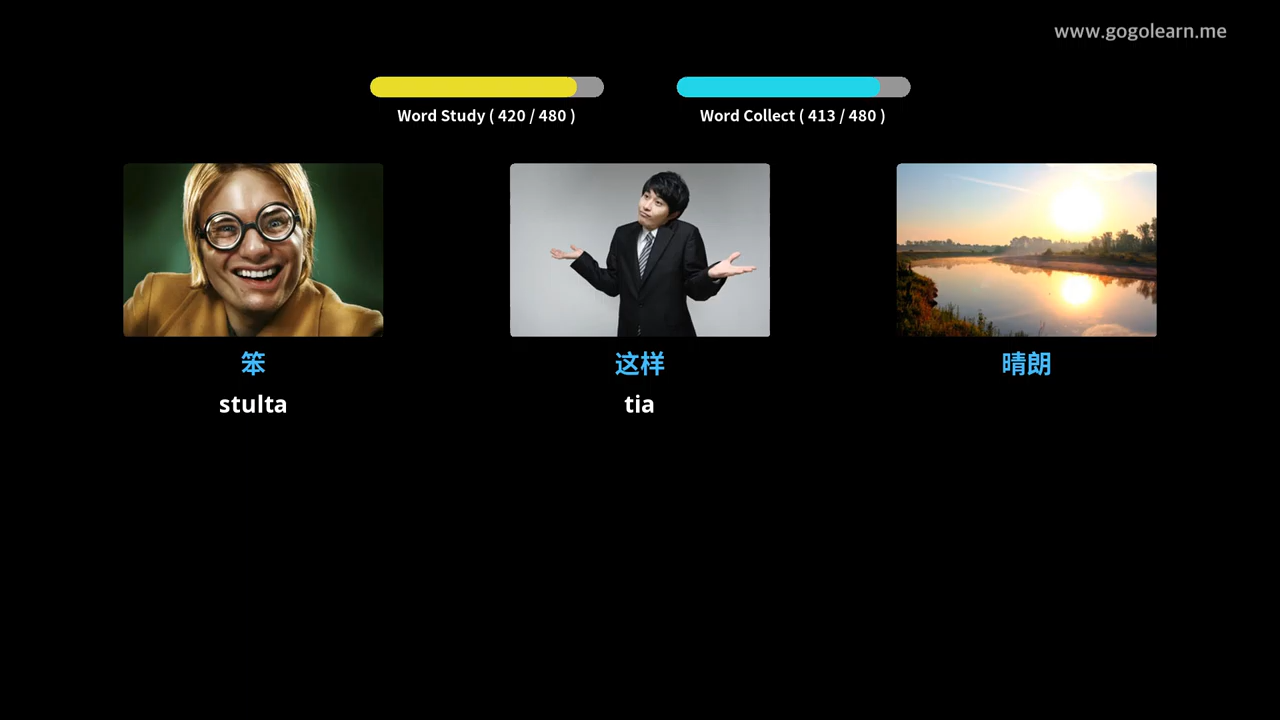 www.gogolearn.me
Word Study ( 420 / 480 )
Word Collect ( 413 / 480 )
笨
这样
晴朗
stulta
tia